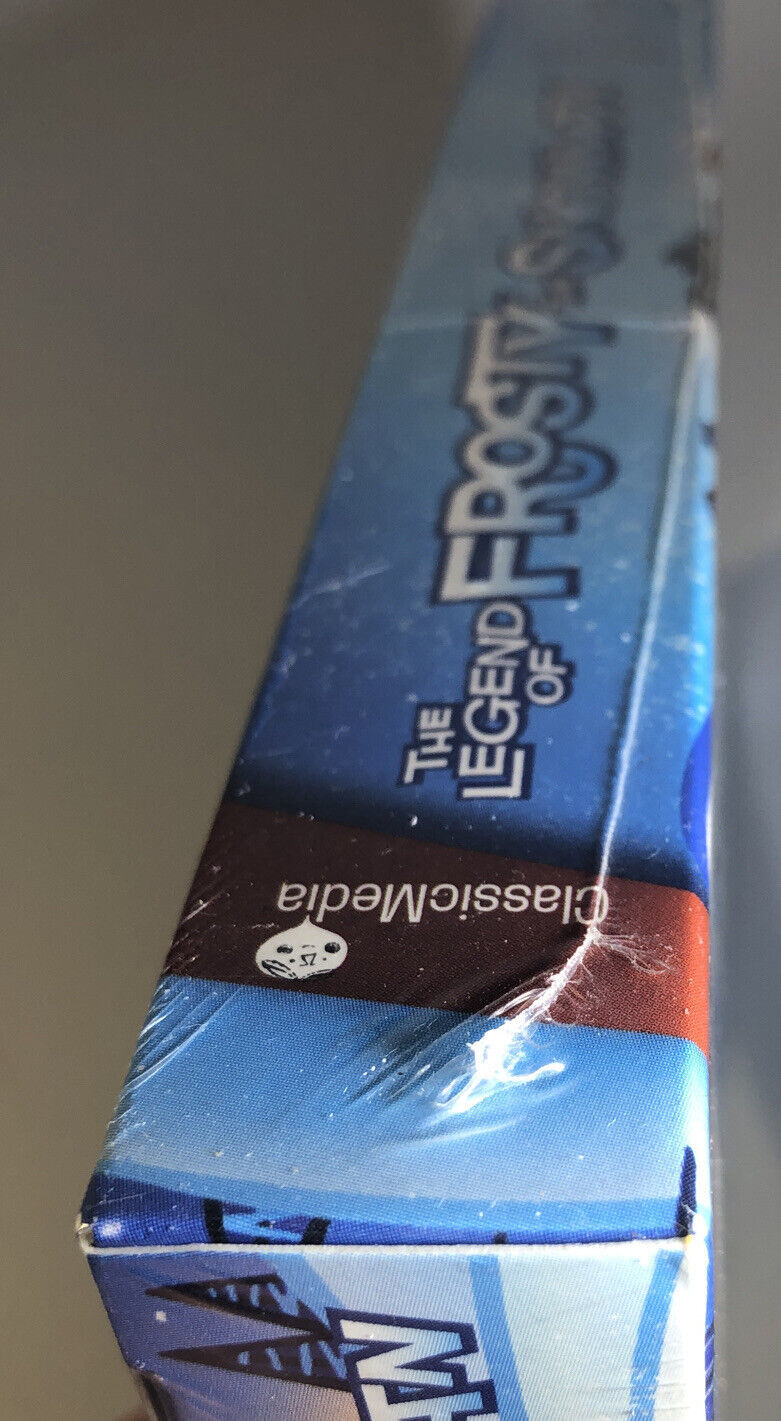 THE
LEGEND
OF
FROSTY
ClassicMedia